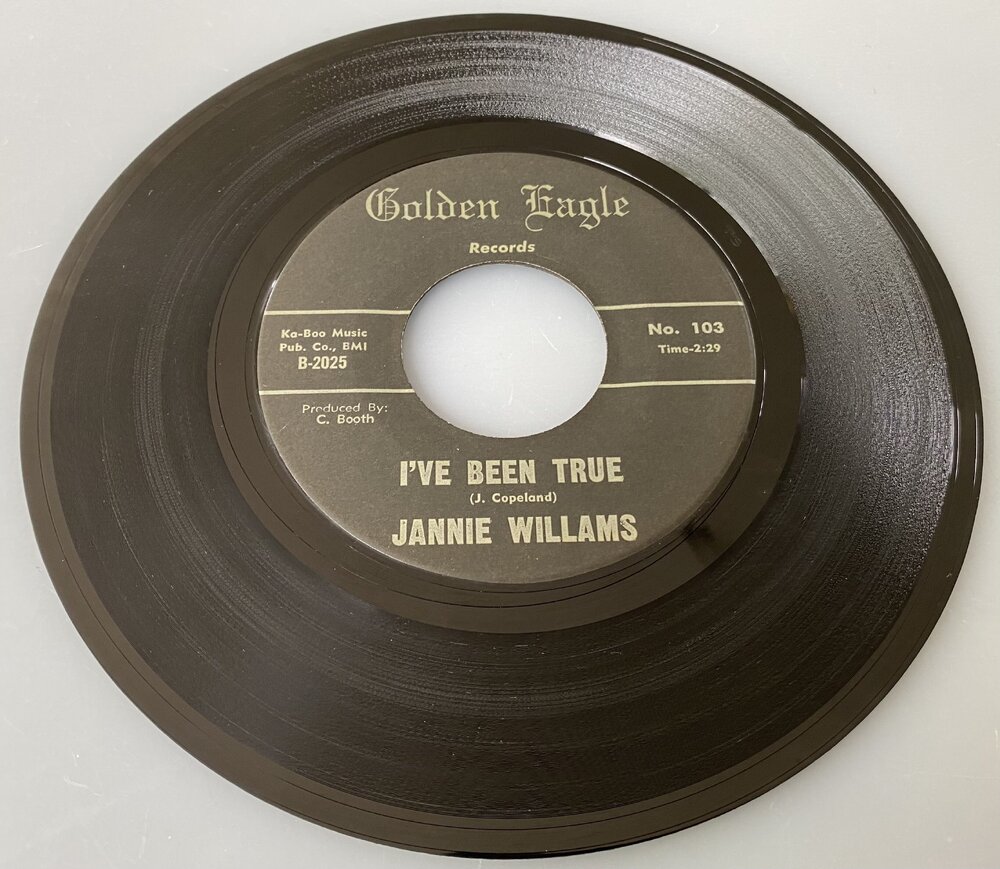 Golden Eagle
Records
Ka-Boo Music
Pub. Co., BMI
B-2025
No. 103
Time-2:29
Produced By:
C. Booth
I'VE BEEN TRUE
(J. Copeland)
JANNIE WILLAMS